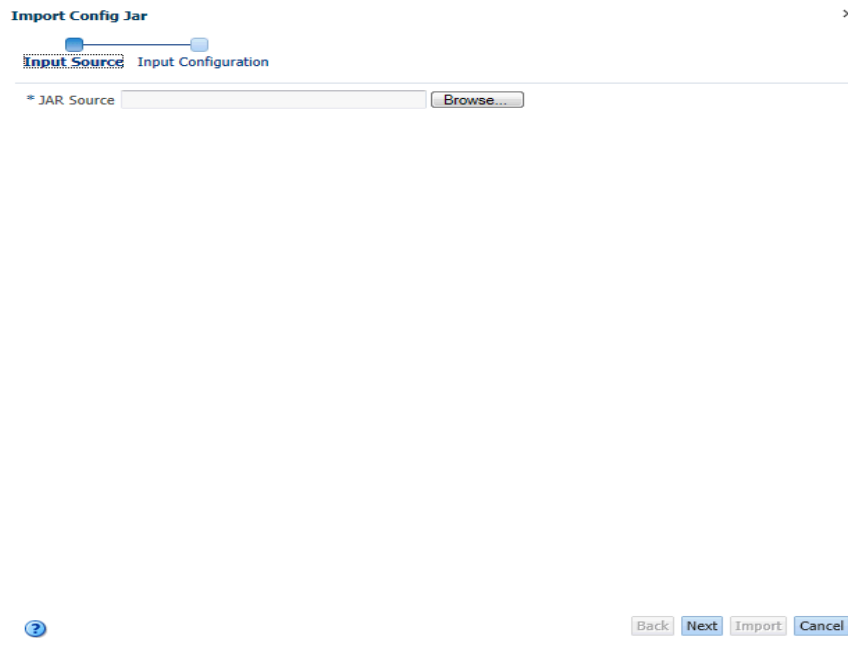 Import Config Jar
Input Source Input Configuration
* JAR Source Browse...
? Back Next Import Cancel